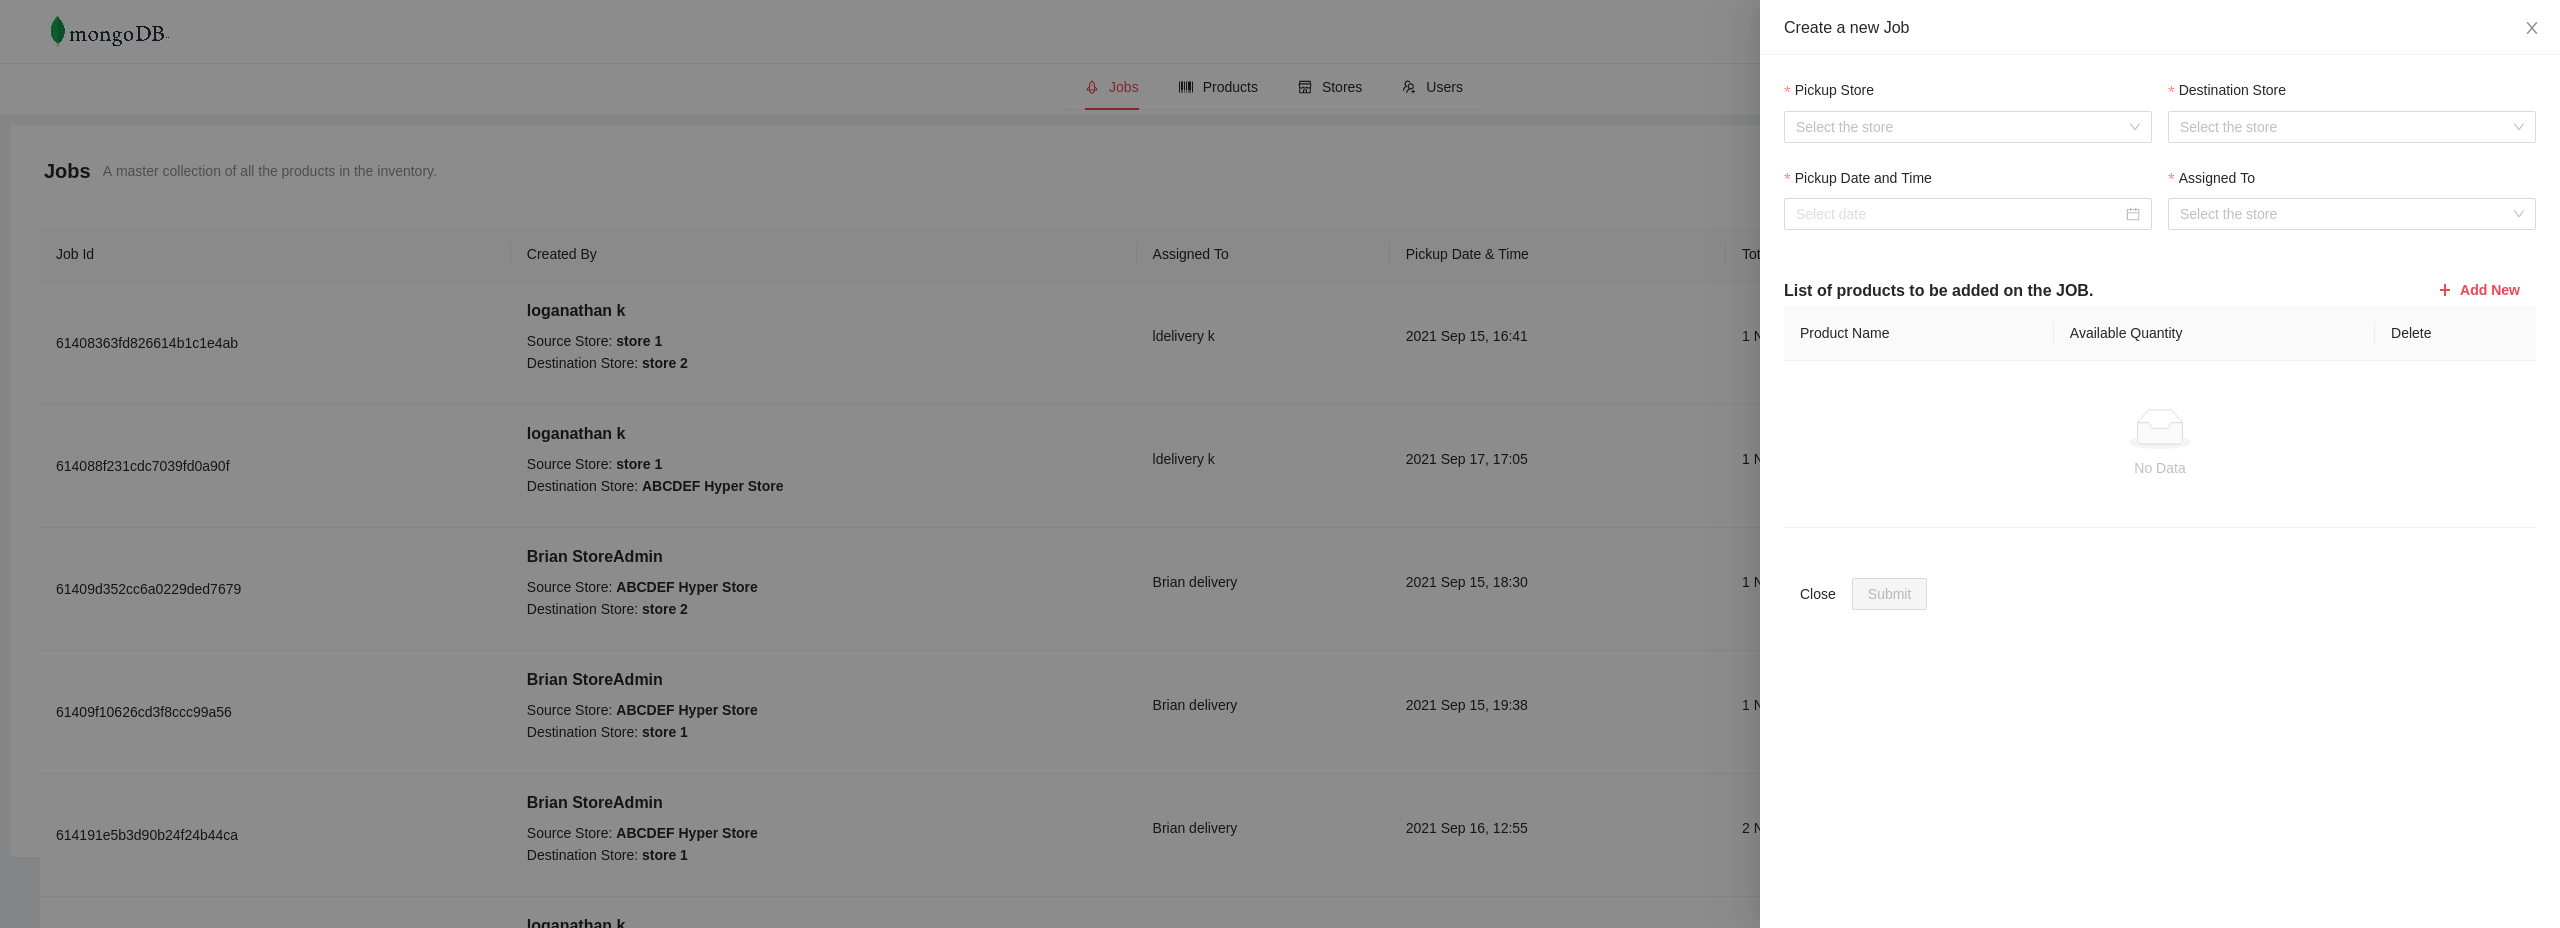 mongoDB
Jobs Products Stores Users
Jobs A master collection of all the products in the inventory.
Job Id Created By Assigned To Pickup Date & Time
61408363fd826614b1c1e4ab
loganathan k
Source Store: store 1
Destination Store: store 2
ldelivery k
2021 Sep 15, 16:41
1
614088f231cdc7039fd0a90f
loganathan k
Source Store: store 1
Destination Store: ABCDEF Hyper Store
ldelivery k
2021 Sep 17, 17:05
1
61409d352cc6a0229ded7679
Brian StoreAdmin
Source Store: ABCDEF Hyper Store
Destination Store: store 2
Brian delivery
2021 Sep 15, 18:30
1
61409f10626cd3f8ccc99a56
Brian StoreAdmin
Source Store: ABCDEF Hyper Store
Destination Store: store 1
Brian delivery
2021 Sep 15, 19:38
1
614191e5b3d90b24f24b44ca
Brian StoreAdmin
Source Store: ABCDEF Hyper Store
Destination Store: store 1
Brian delivery
2021 Sep 16, 12:55
2
loganathan k
Create a new Job
* Pickup Store
Select the store
* Destination Store
Select the store
* Pickup Date and Time
Select date
* Assigned To
Select the store
List of products to be added on the JOB.
+ Add New
Product Name Available Quantity Delete
No Data
Close Submit